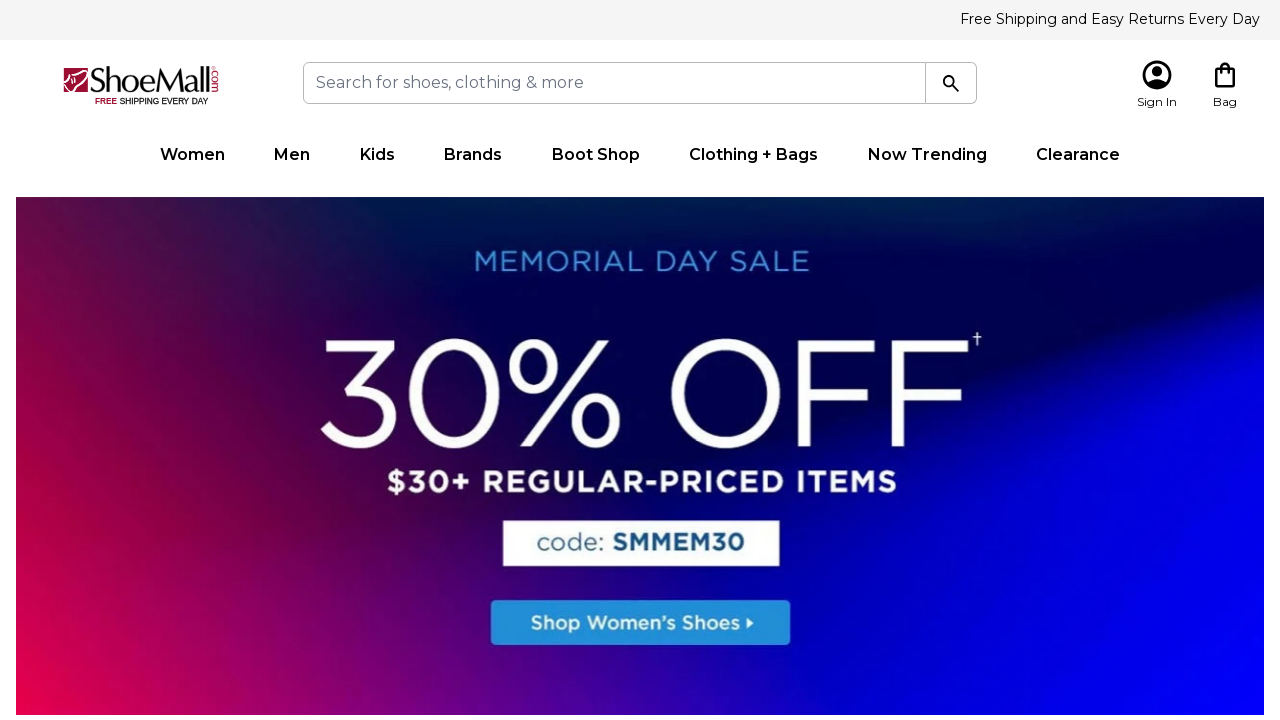 Free Shipping and Easy Returns Every Day
ShoeMall.com®
FREE SHIPPING EVERY DAY
Search for shoes, clothing & more
Sign In
Bag
Women Men Kids Brands Boot Shop Clothing + Bags Now Trending Clearance
MEMORIAL DAY SALE
30% OFF†
$30+ REGULAR-PRICED ITEMS
code: SMMEM30
Shop Women's Shoes